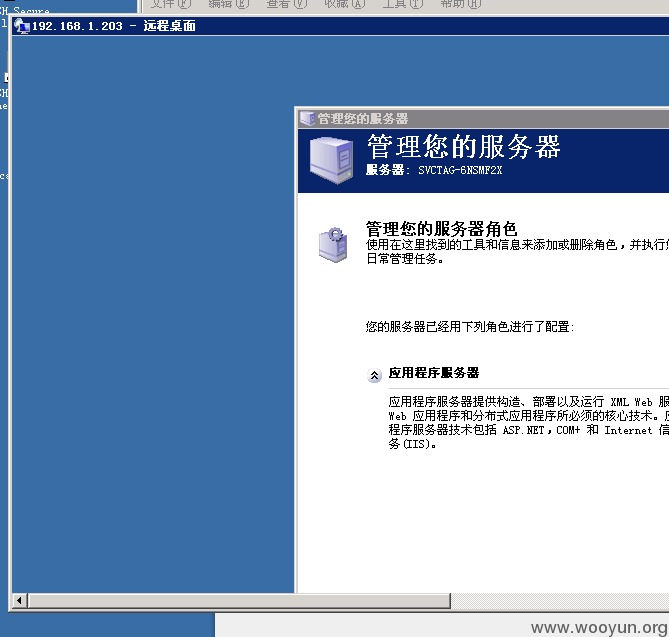 文件(F) 编辑(E) 查看(V) 收藏(A) 工具(T) 帮助(H)
192.168.1.203 - 远程桌面
管理您的服务器
管理您的服务器
服务器: SVCTAG-6NSMF2X
管理您的服务器角色
使用在这里找到的工具和信息来添加或删除角色，并执行
日常管理任务。
您的服务器已经用下列角色进行了配置:
应用程序服务器
应用程序服务器提供构造、部署以及运行 XML Web 服
Web 应用程序和分布式应用程序所必须的核心技术。
程序服务器技术包括 ASP.NET，COM+ 和 Internet 信
务(IIS)。
www.wooyun.org